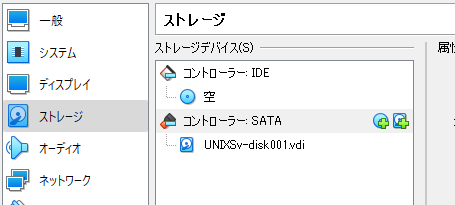 一般
システム
ディスプレイ
ストレージ
オーディオ
ネットワーク
ストレージ
ストレージデバイス(S)
コントローラー: IDE
空
コントローラー: SATA
UNIXSv-disk001.vdi